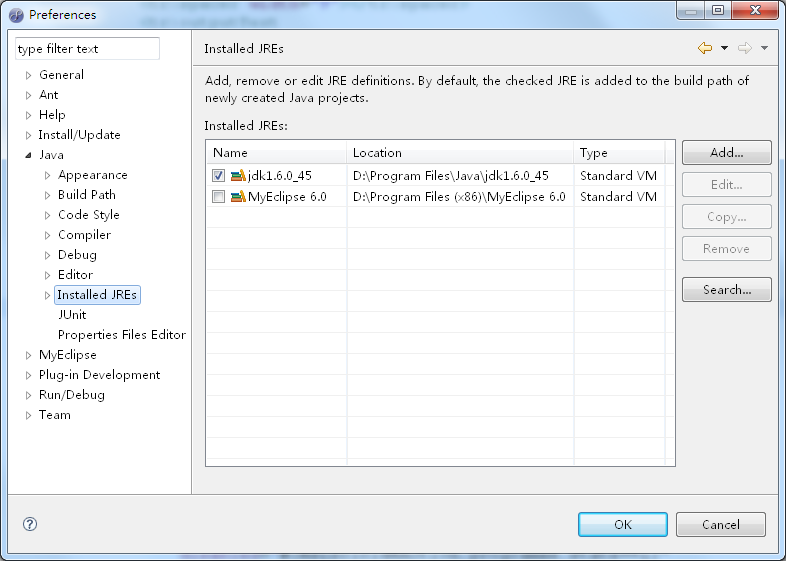 Preferences
type filter text
General
Ant
Help
Install/Update
Java
Appearance
Build Path
Code Style
Compiler
Debug
Editor
Installed JREs
JUnit
Properties Files Editor
MyEclipse
Plug-in Development
Run/Debug
Team
Installed JREs
Add, remove or edit JRE definitions. By default, the checked JRE is added to the build path of
newly created Java projects.
Installed JREs:
Name Location Type
jdk1.6.0_45 D:\Program Files\Java\jdk1.6.0_45 Standard VM
MyEclipse 6.0 D:\Program Files (x86)\MyEclipse 6.0 Standard VM
Add...
Edit...
Copy...
Remove
Search...
OK Cancel